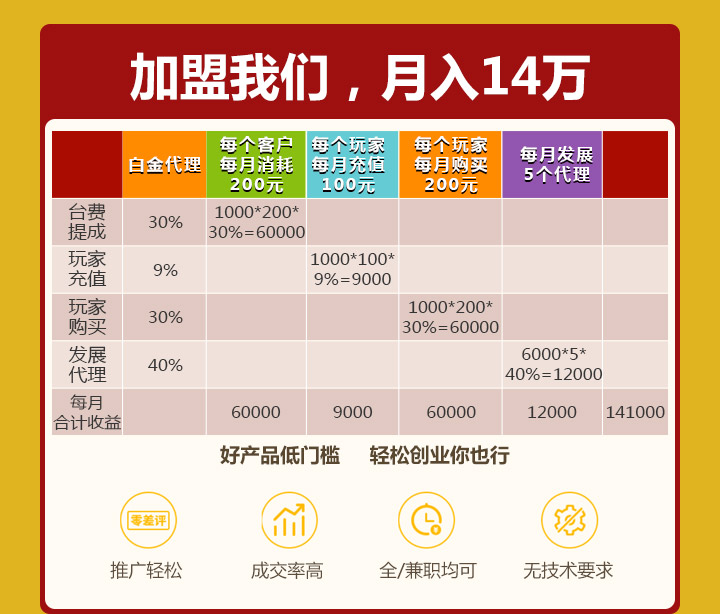 加盟我们，月入14万
白金代理
每个客户
每月消耗
200元
每个玩家
每月充值
100元
每个玩家
每月购买
200元
每月发展
5个代理
台费
提成
30%
1000*200*
30%=60000
玩家
充值
9%
1000*100*
9%=9000
玩家
购买
30%
1000*200*
30%=60000
发展
代理
40%
6000*5*
40%=12000
每月
合计收益
60000
9000
60000
12000
141000
好产品低门槛 轻松创业你也行
零差评
推广轻松
成交率高
全/兼职均可
无技术要求